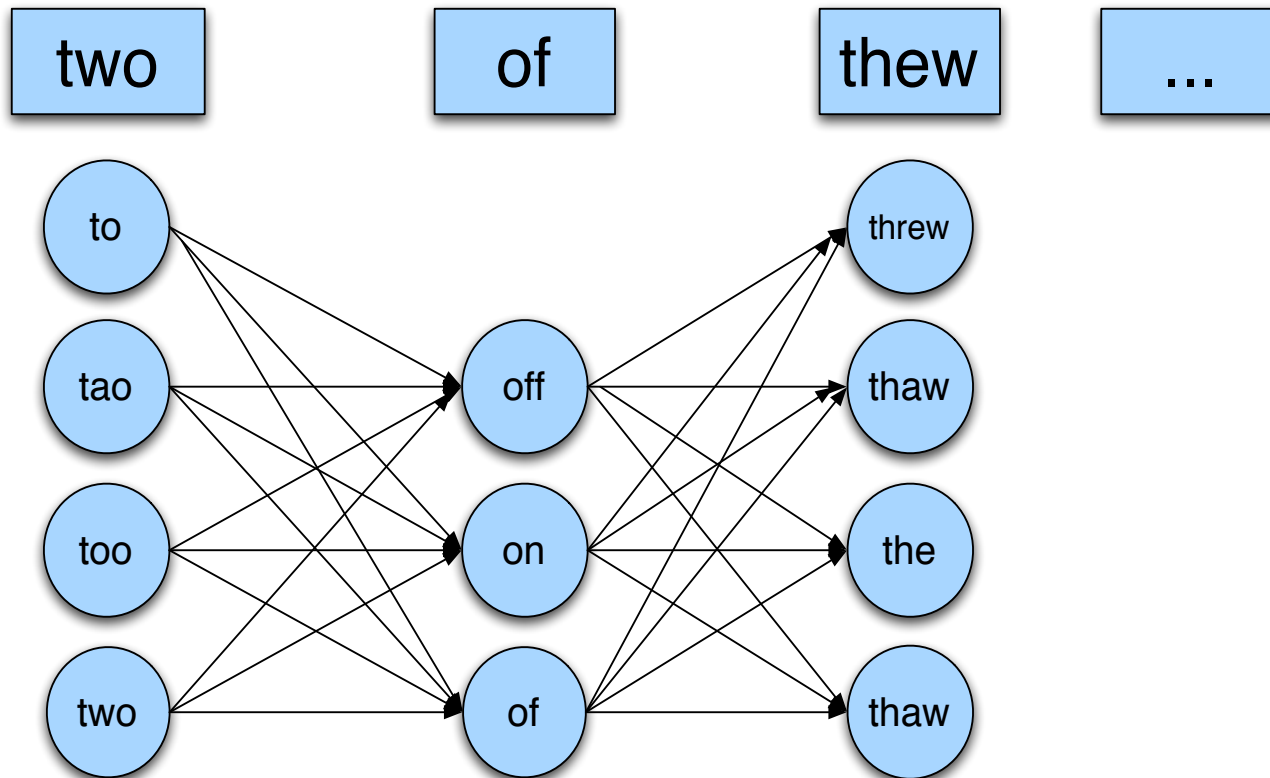 two of thew ...
to threw
tao off thaw
too on the
two of thaw